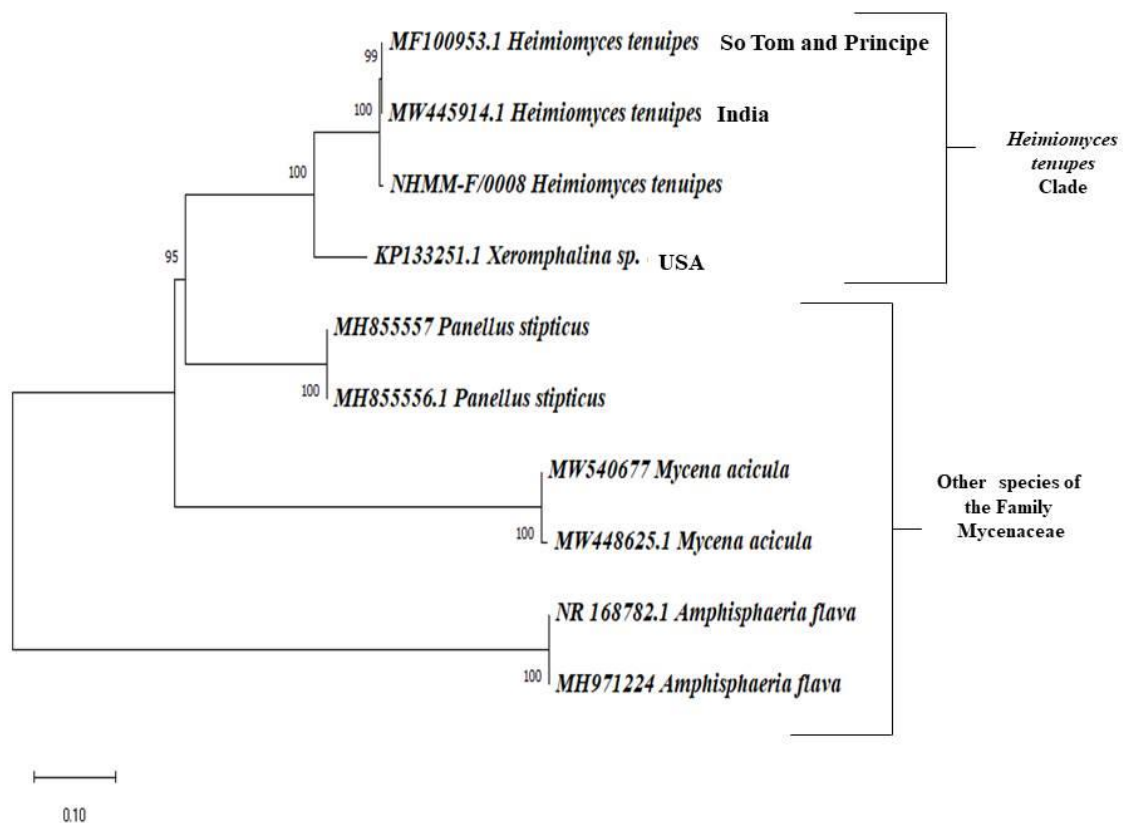 MF100953.1 Heimiomyces tenuipes So Tom and Principe
99
100
MW445914.1 Heimiomyces tenuipes India
NHMM-F/0008 Heimiomyces tenuipes
100
KP133251.1 Xeromphalina sp. USA
95
MH855557 Panellus stipticus
100
MH855556.1 Panellus stipticus
MW540677 Mycena acicula
100
MW448625.1 Mycena acicula
NR 168782.1 Amphisphaeria flava
100
MH971224 Amphisphaeria flava
Heimiomyces
tenupes
Clade
Other species of
the Family
Mycenaceae
0.10